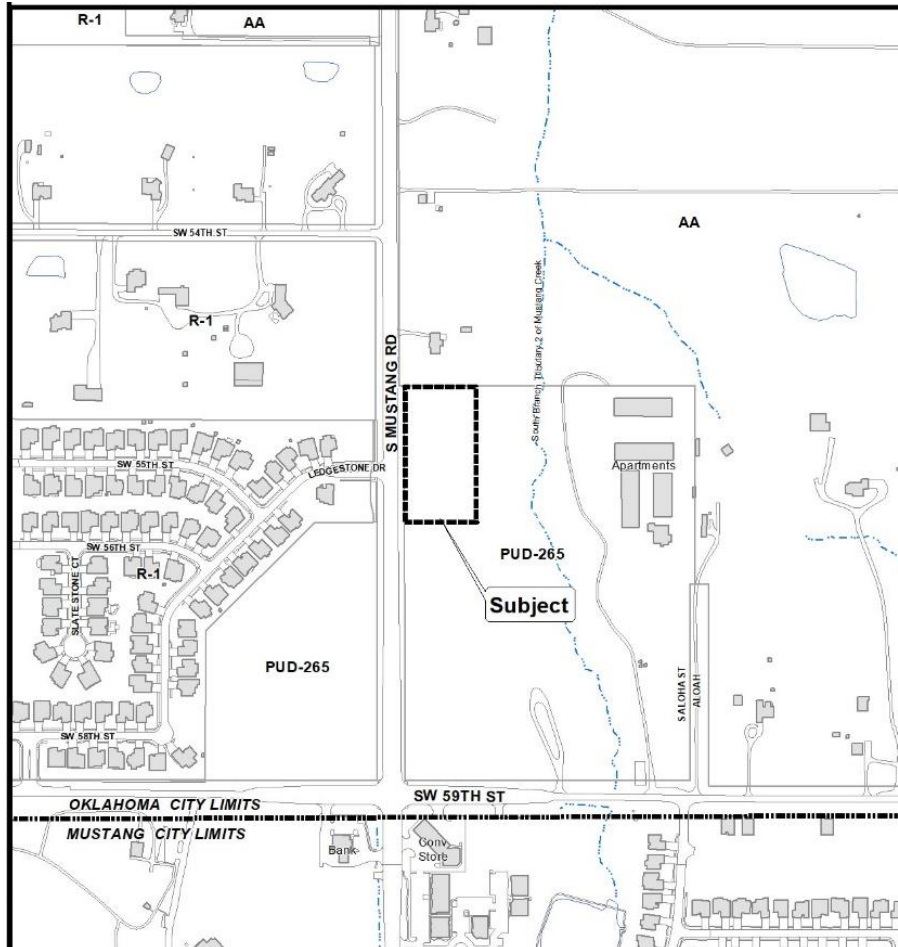 R-1
AA
SW 54TH ST
AA
South Branch Tributary 2 of Mustang Creek
R-1
S MUSTANG RD
SW 55TH ST
LEDGESTONE DR
Apartments
SW 56TH ST
R-1
SLATE STONE CT
PUD-265
Subject
PUD-265
S ALOHA ST
ALOAH
SW 58TH ST
SW 59TH ST
OKLAHOMA CITY LIMITS
MUSTANG CITY LIMITS
Bank
Conv
Store